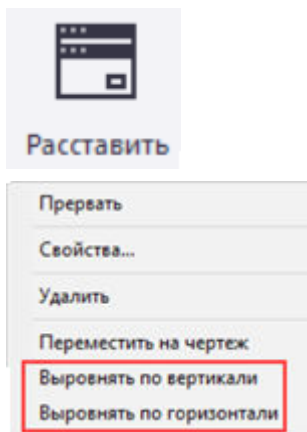 Расставить
Прервать
Свойства...
Удалить
Переместить на чертеж
Выровнять по вертикали
Выровнять по горизонтали